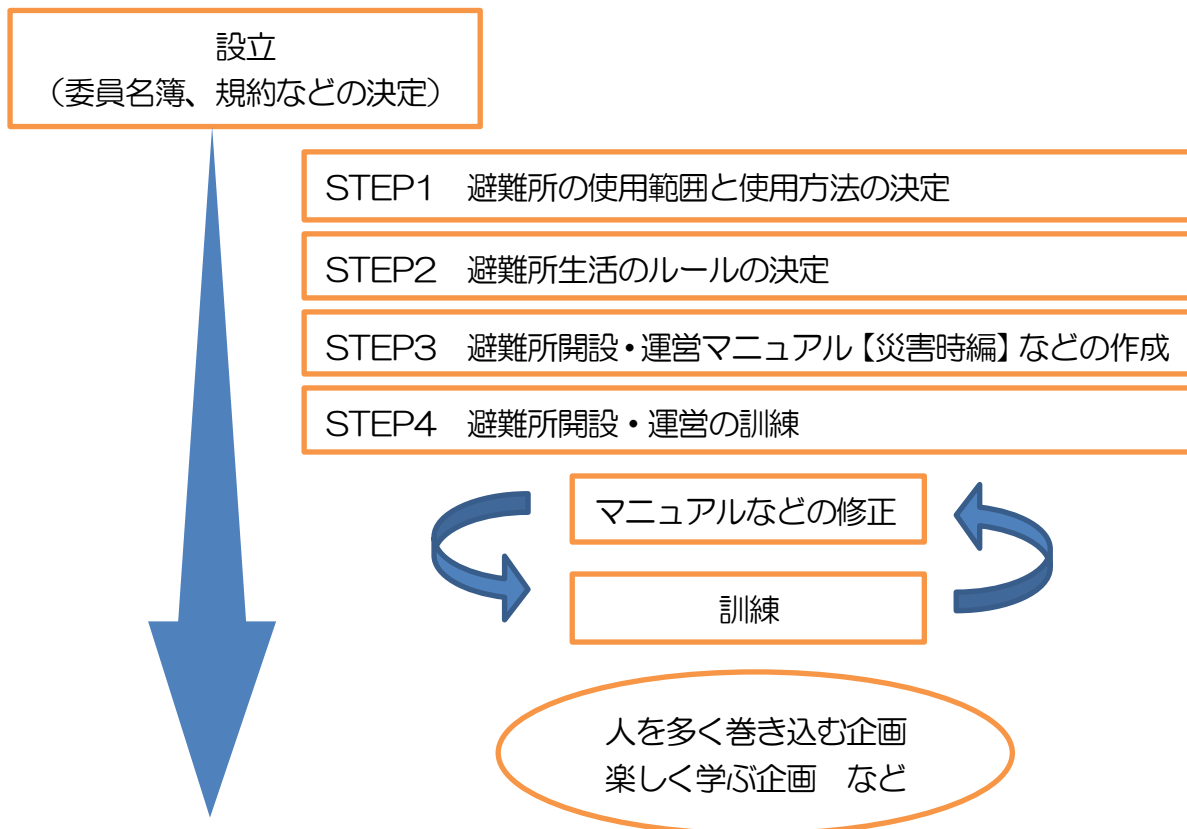 設立
（委員名簿、規約などの決定）
STEP1　避難所の使用範囲と使用方法の決定
STEP2　避難所生活のルールの決定
STEP3　避難所開設・運営マニュアル【災害時編】などの作成
STEP4　避難所開設・運営の訓練
マニュアルなどの修正
訓練
人を多く巻き込む企画
楽しく学ぶ企画　など